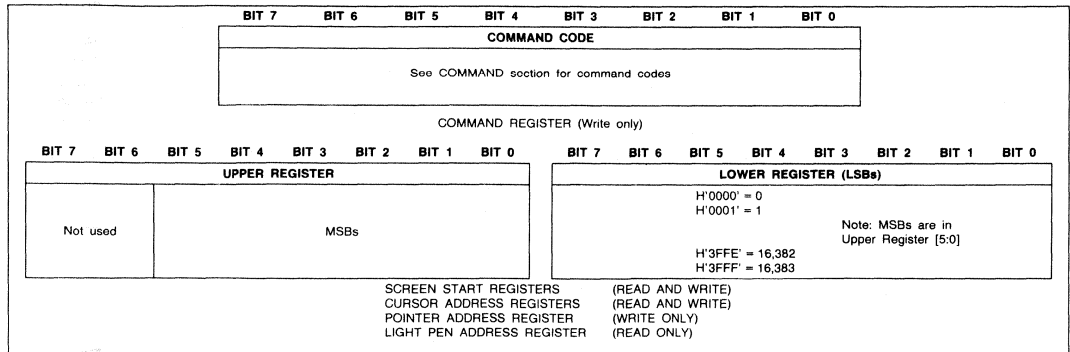 BIT 7 BIT 6 BIT 5 BIT 4 BIT 3 BIT 2 BIT 1 BIT 0
COMMAND CODE
See COMMAND section for command codes
COMMAND REGISTER (Write only)
BIT 7 BIT 6 BIT 5 BIT 4 BIT 3 BIT 2 BIT 1 BIT 0
UPPER REGISTER
Not used
MSBs
BIT 7 BIT 6 BIT 5 BIT 4 BIT 3 BIT 2 BIT 1 BIT 0
LOWER REGISTER (LSBs)
H'0000' = 0
H'0001' = 1
Note: MSBs are in
Upper Register [5:0]
H'3FFE' = 16,382
H'3FFF' = 16,383
SCREEN START REGISTERS (READ AND WRITE)
CURSOR ADDRESS REGISTERS (READ AND WRITE)
POINTER ADDRESS REGISTER (WRITE ONLY)
LIGHT PEN ADDRESS REGISTER (READ ONLY)